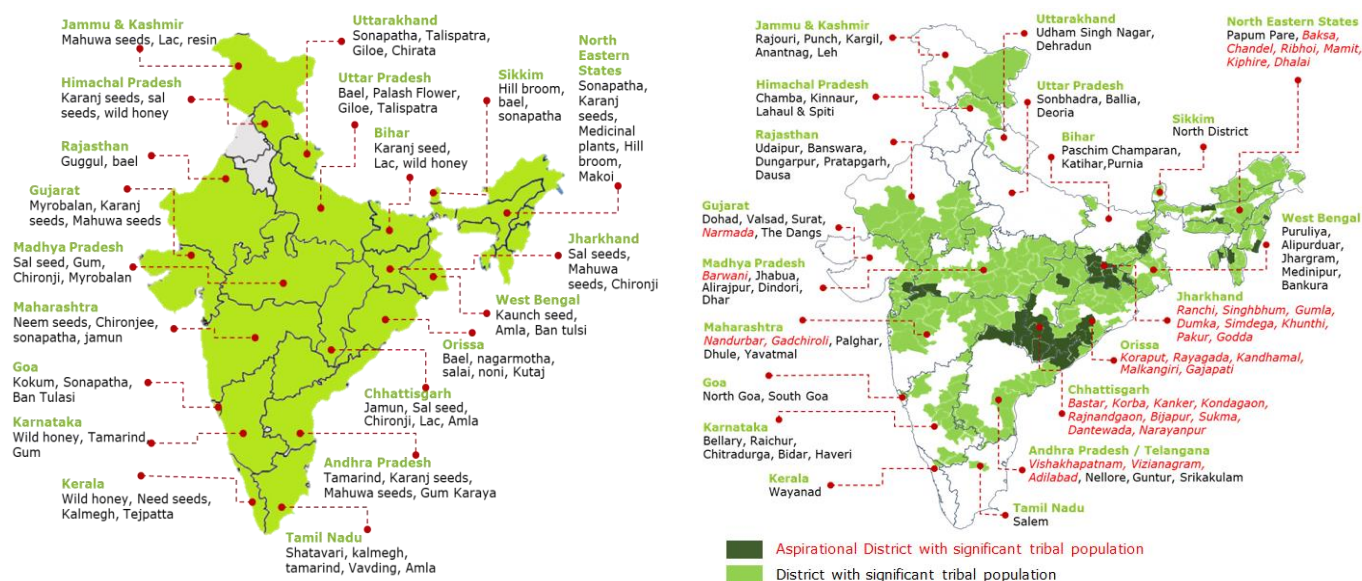 Jammu & Kashmir
Mahuwa seeds, Lac, resin
Himachal Pradesh
Karanj seeds, sal
seeds, wild honey
Rajasthan
Guggul, bael
Gujarat
Myrobalan, Karanj
seeds, Mahuwa seeds
Madhya Pradesh
Sal seed, Gum,
Chironji, Myrobalan
Maharashtra
Neem seeds, Chironjee,
sonapatha, jamun
Goa
Kokum, Sonapatha,
Ban Tulasi
Karnataka
Wild honey, Tamarind,
Gum
Kerala
Wild honey, Need seeds,
Kalmegh, Tejpatta
Uttarakhand
Sonapatha, Talispatra,
Giloe, Chirata
Uttar Pradesh
Bael, Palash Flower,
Giloe, Talispatra
Bihar
Karanj seed,
Lac, wild honey
Sikkim
Hill broom,
bael,
sonapatha
North
Eastern
States
Sonapatha,
Karanj
seeds,
Medicinal
plants, Hill
broom,
Makoi
Jharkhand
Sal seeds,
Mahuwa
seeds, Chironji
West Bengal
Kaunch seed,
Amla, Ban tulsi
Orissa
Bael, nagarmotha,
salai, noni, Kutaj
Chhattisgarh
Jamun, Sal seed,
Chironji, Lac, Amla
Andhra Pradesh
Tamarind, Karanj seeds,
Mahuwa seeds, Gum Karaya
Tamil Nadu
Shatavari, kalmegh,
tamarind, Vavding, Amla
Jammu & Kashmir
Rajouri, Punch, Kargil,
Anantnag, Leh
Himachal Pradesh
Chamba, Kinnaur,
Lahaul & Spiti
Rajasthan
Udaipur, Banswara,
Dungarpur, Pratapgarh,
Dausa
Gujarat
Dohad, Valsad, Surat,
Narmada, The Dangs
Madhya Pradesh
Barwani, Jhabua,
Alirajpur, Dindori,
Dhar
Maharashtra
Nandurbar, Gadchiroli, Palghar,
Dhule, Yavatmal
Goa
North Goa, South Goa
Karnataka
Bellary, Raichur,
Chitradurga, Bidar, Haveri
Kerala
Wayanad
Uttarakhand
Udham Singh Nagar,
Dehradun
Uttar Pradesh
Sonbhadra, Ballia,
Deoria
Bihar
Paschim Champaran,
Katihar,Purnia
Sikkim
North District
North Eastern States
Papum Pare, Baksa,
Chandel, Ribhoi, Mamit,
Kiphire, Dhalai
West Bengal
Puruliya,
Alipurduar,
Jhargram,
Medinipur,
Bankura
Jharkhand
Ranchi, Singhbhum, Gumla,
Dumka, Simdega, Khunthi,
Pakur, Godda
Orissa
Koraput, Rayagada, Kandhamal,
Malkangiri, Gajapati
Chhattisgarh
Bastar, Korba, Kanker, Kondagaon,
Rajnandgaon, Bijapur, Sukma,
Dantewada, Narayanpur
Andhra Pradesh / Telangana
Vishakhapatnam, Vizianagram,
Adilabad, Nellore, Guntur, Srikakulam
Tamil Nadu
Salem
Aspirational District with significant tribal population
District with significant tribal population